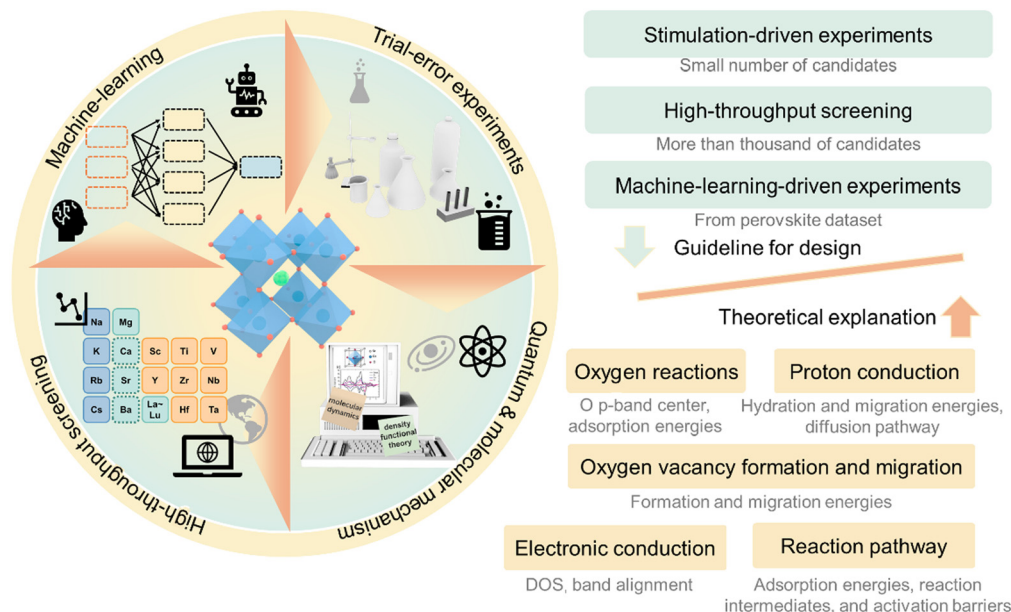 Machine-learning
Trial-error experiments
High-throughput screening
Quantum & molecular mechanism
Na Mg
K Ca Sc Ti V
Rb Sr Y Zr Nb
Cs Ba La~ Hf Ta
Lu
molecular
dynamics
density
functional
theory
Stimulation-driven experiments
Small number of candidates
High-throughput screening
More than thousand of candidates
Machine-learning-driven experiments
From perovskite dataset
Guideline for design
Theoretical explanation
Oxygen reactions
O p-band center,
adsorption energies
Proton conduction
Hydration and migration energies,
diffusion pathway
Oxygen vacancy formation and migration
Formation and migration energies
Electronic conduction
DOS, band alignment
Reaction pathway
Adsorption energies, reaction
intermediates, and activation barriers